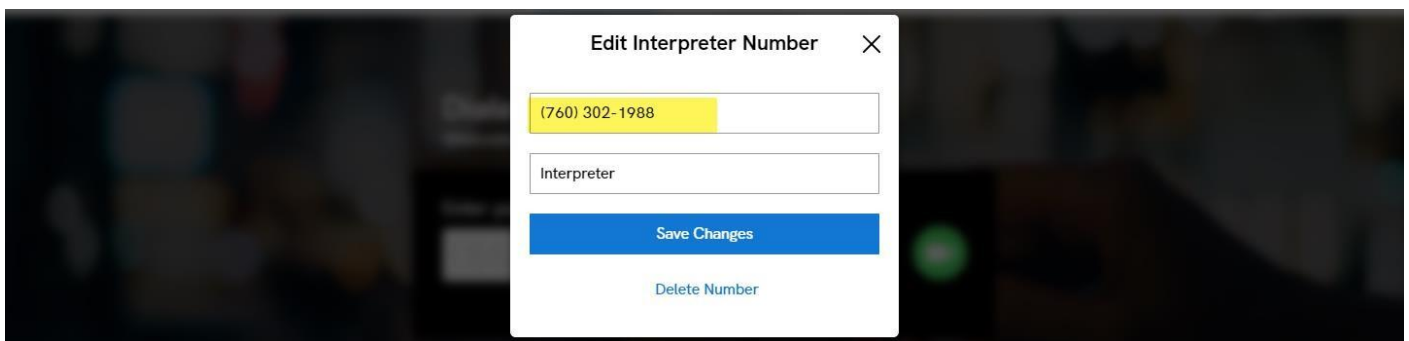 Edit Interpreter Number
(760) 302-1988
Interpreter
Save Changes
Delete Number